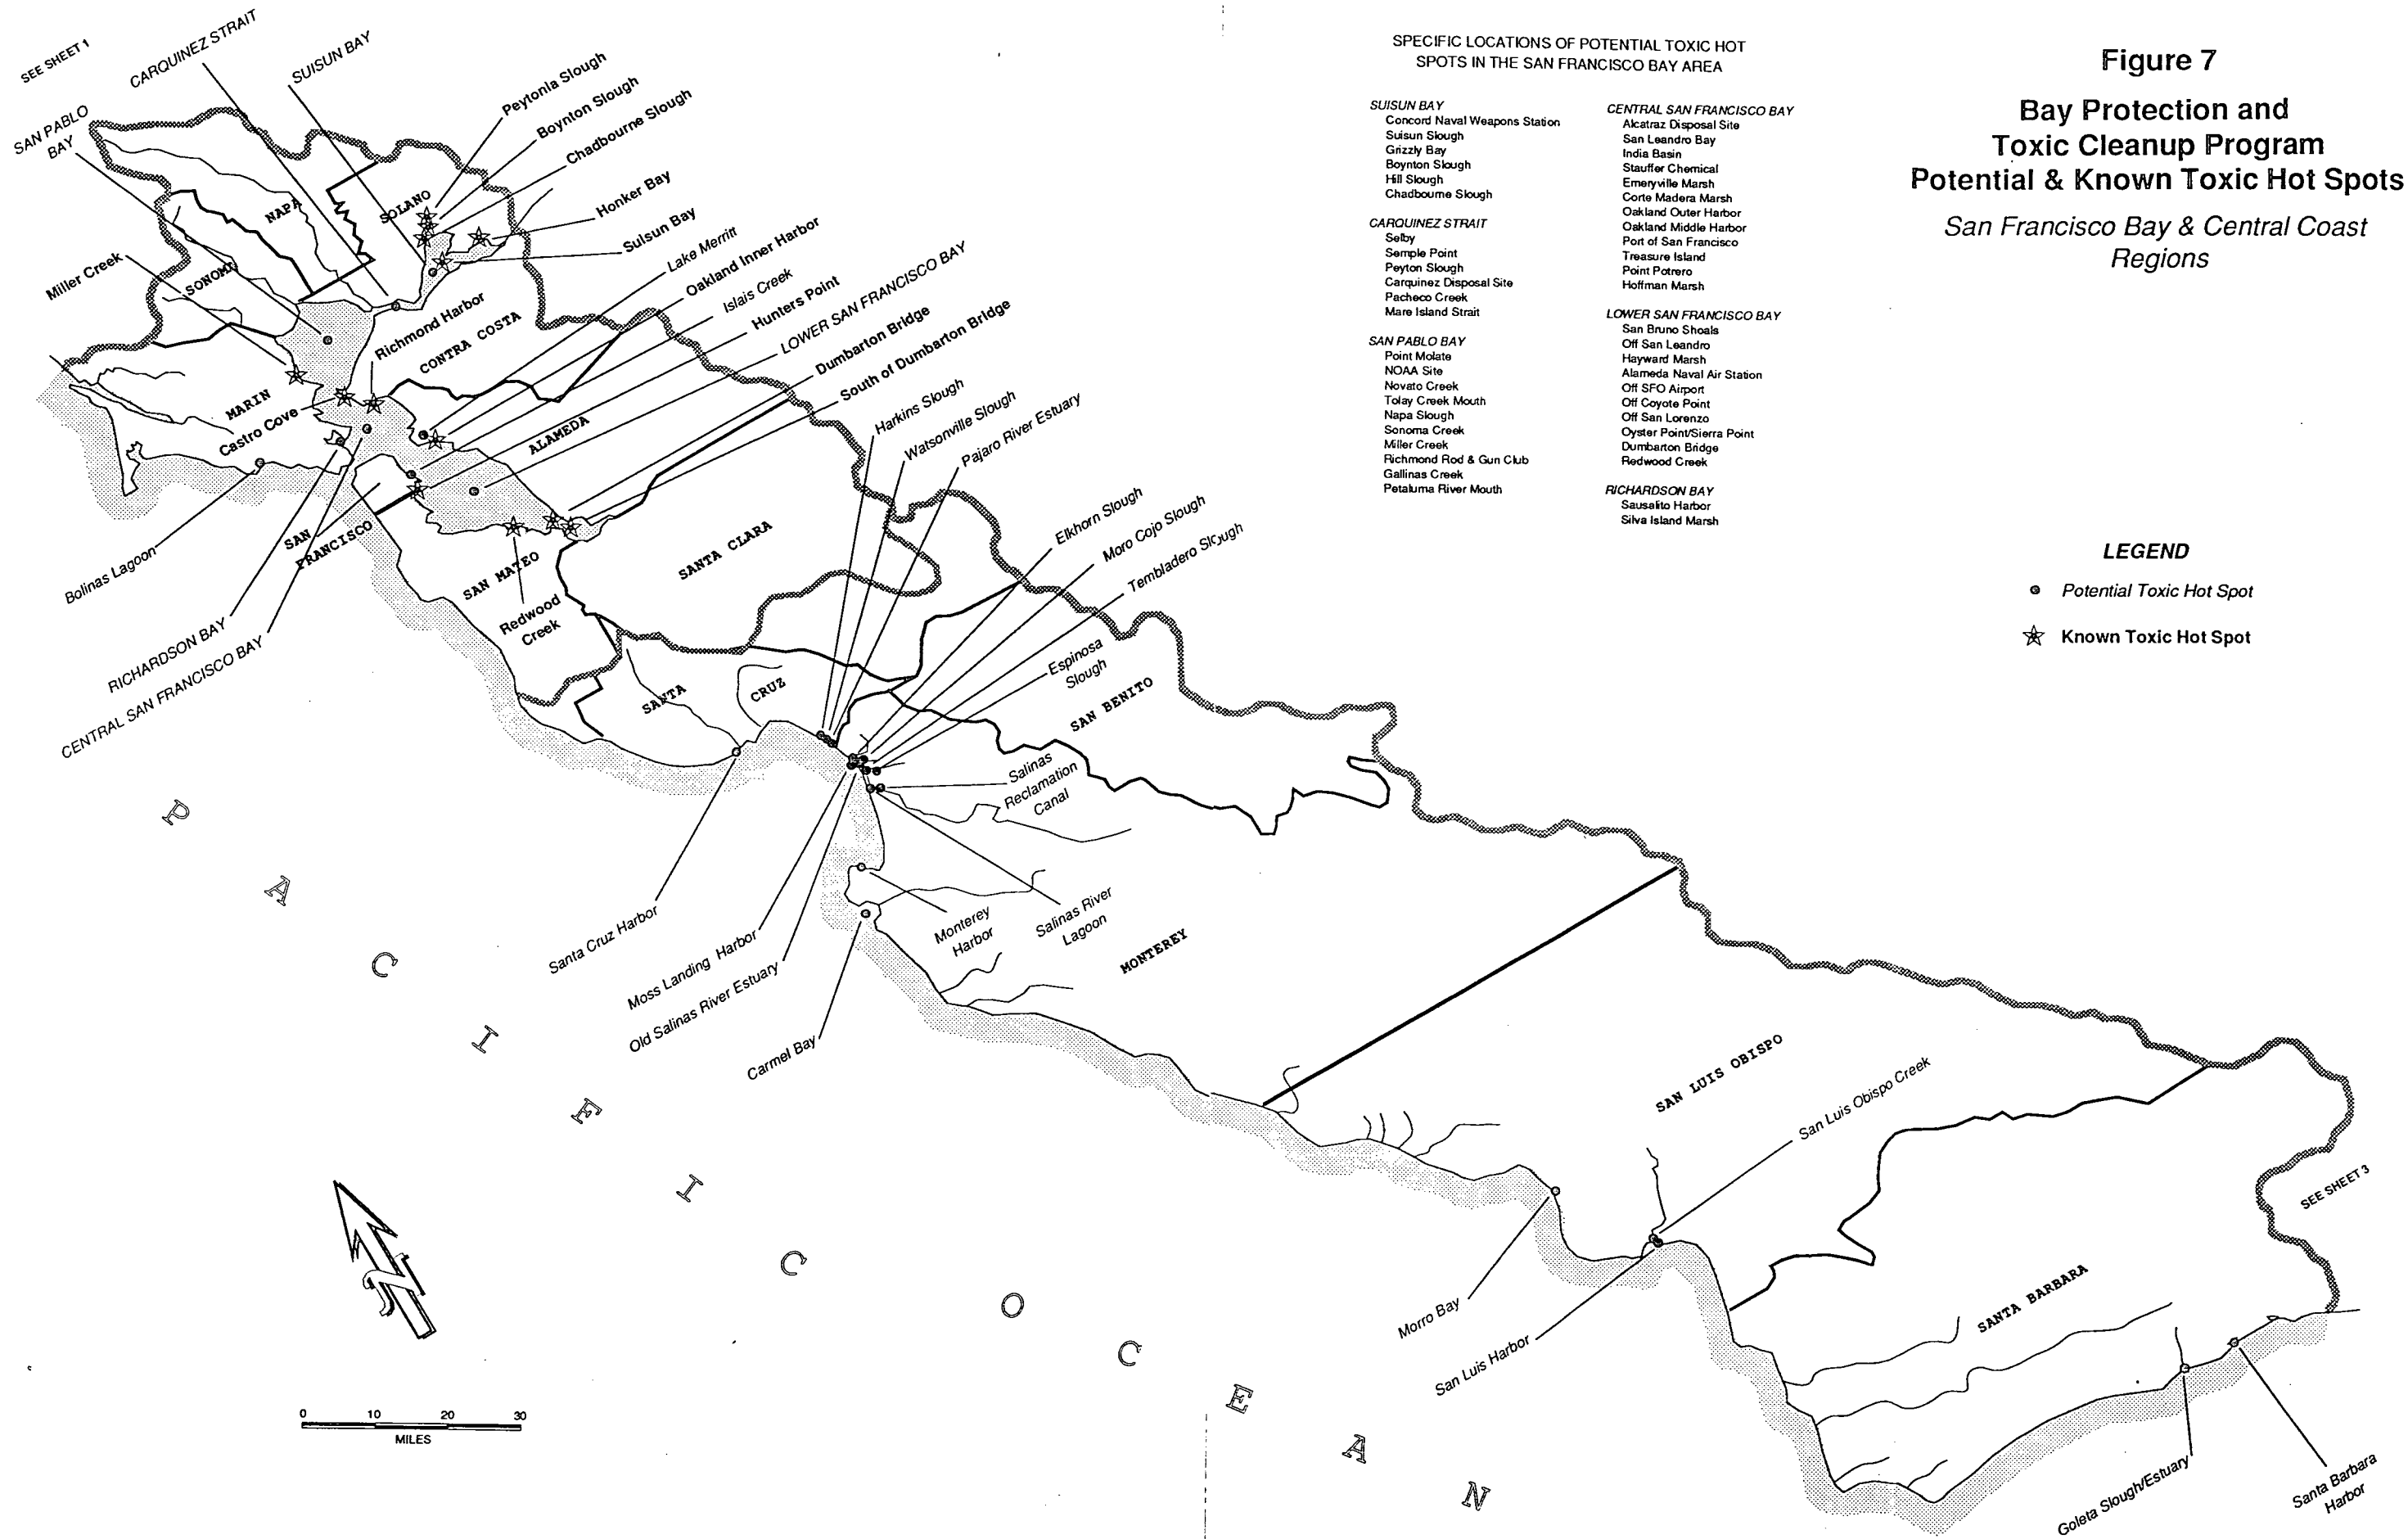 Figure 7
Bay Protection and
Toxic Cleanup Program
Potential & Known Toxic Hot Spots
San Francisco Bay & Central Coast
Regions
SPECIFIC LOCATIONS OF POTENTIAL TOXIC HOT
SPOTS IN THE SAN FRANCISCO BAY AREA
SUISUN BAY
Concord Naval Weapons Station
Suisun Slough
Grizzly Bay
Boynton Slough
Hill Slough
Chadbourne Slough
CARQUINEZ STRAIT
Selby
Semple Point
Peyton Slough
Carquinez Disposal Site
Pacheco Creek
Mare Island Strait
SAN PABLO BAY
Point Molate
NOAA Site
Novato Creek
Tolay Creek Mouth
Napa Slough
Sonoma Creek
Miller Creek
Richmond Rod & Gun Club
Gallinas Creek
Petaluma River Mouth
CENTRAL SAN FRANCISCO BAY
Alcatraz Disposal Site
San Leandro Bay
India Basin
Stauffer Chemical
Emeryville Marsh
Corte Madera Marsh
Oakland Outer Harbor
Oakland Middle Harbor
Port of San Francisco
Treasure Island
Point Potrero
Hoffman Marsh
LOWER SAN FRANCISCO BAY
San Bruno Shoals
Off San Leandro
Hayward Marsh
Alameda Naval Air Station
Off SFO Airport
Off Coyote Point
Off San Lorenzo
Oyster Point/Sierra Point
Dumbarton Bridge
Redwood Creek
RICHARDSON BAY
Sausalito Harbor
Silva Island Marsh
LEGEND
Potential Toxic Hot Spot
Known Toxic Hot Spot
SEE SHEET 1
CARQUINEZ STRAIT
SUISUN BAY
SAN PABLO
BAY
Peytonia Slough
Boynton Slough
Chadbourne Slough
Honker Bay
Suisun Bay
Lake Merritt
Oakland Inner Harbor
Islais Creek
Hunters Point
LOWER SAN FRANCISCO BAY
Dumbarton Bridge
South of Dumbarton Bridge
Harkins Slough
Watsonville Slough
Pajaro River Estuary
Elkhorn Slough
Moro Cojo Slough
Tembladero Slough
Espinosa
Slough
Salinas
Reclamation
Canal
Salinas River
Lagoon
Monterey
Harbor
NAPA
SOLANO
SONOMA
Miller Creek
Richmond Harbor
CONTRA COSTA
MARIN
Castro Cove
ALAMEDA
Bolinas Lagoon
SAN
FRANCISCO
RICHARDSON BAY
CENTRAL SAN FRANCISCO BAY
SAN MATEO
Redwood
Creek
SANTA CLARA
SANTA
CRUZ
SAN BENITO
MONTEREY
Santa Cruz Harbor
Moss Landing Harbor
Old Salinas River Estuary
Carmel Bay
SAN LUIS OBISPO
San Luis Obispo Creek
Morro Bay
San Luis Harbor
SANTA BARBARA
SEE SHEET 3
Goleta Slough/Estuary
Santa Barbara
Harbor
PACIFIC OCEAN
N
0 10 20 30
MILES